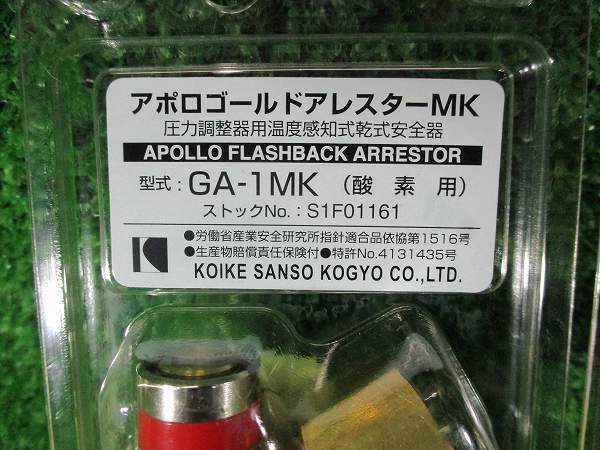 アポロゴールドアレスターMK
圧力調整器用温度感知式乾式安全器
APOLLO FLASHBACK ARRESTOR
型式：GA-1MK（酸素用）
ストックNo.：S1F01161
●労働省産業安全研究所指針適合品依協第1516号
●生産物賠償責任保険付●特許No.4131435号
KOIKE SANSO KOGYO CO.,LTD.